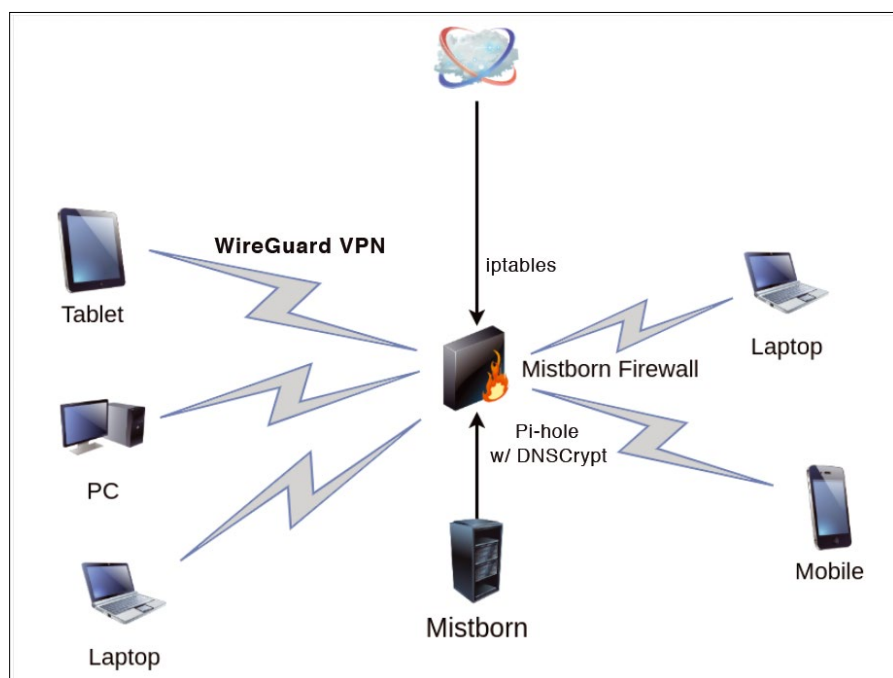 WireGuard VPN
iptables
Tablet
Laptop
Mistborn Firewall
Pi-hole
w/ DNSCrypt
PC
Mobile
Mistborn
Laptop